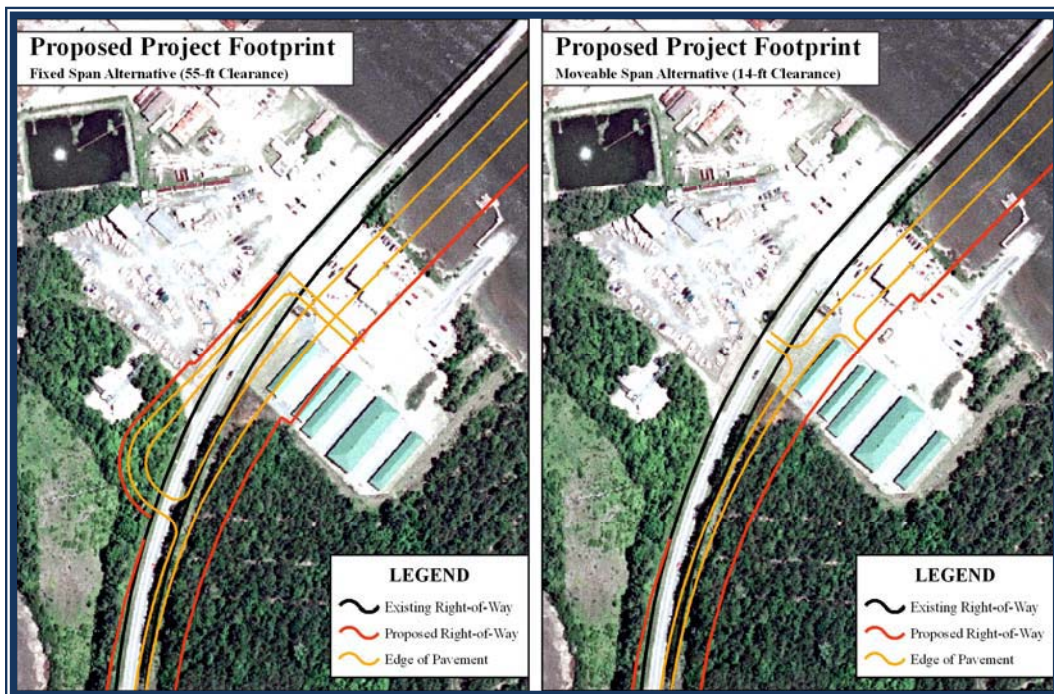 Proposed Project Footprint
Fixed Span Alternative (55-ft Clearance)
LEGEND
Existing Right-of-Way
Proposed Right-of-Way
Edge of Pavement
Proposed Project Footprint
Moveable Span Alternative (14-ft Clearance)
LEGEND
Existing Right-of-Way
Proposed Right-of-Way
Edge of Pavement